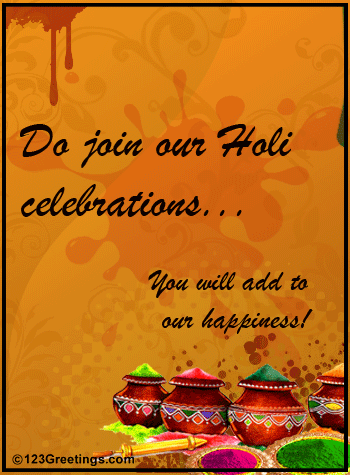 Do join our Holi
celebrations...
You will add to
our happiness!
©123Greetings.com